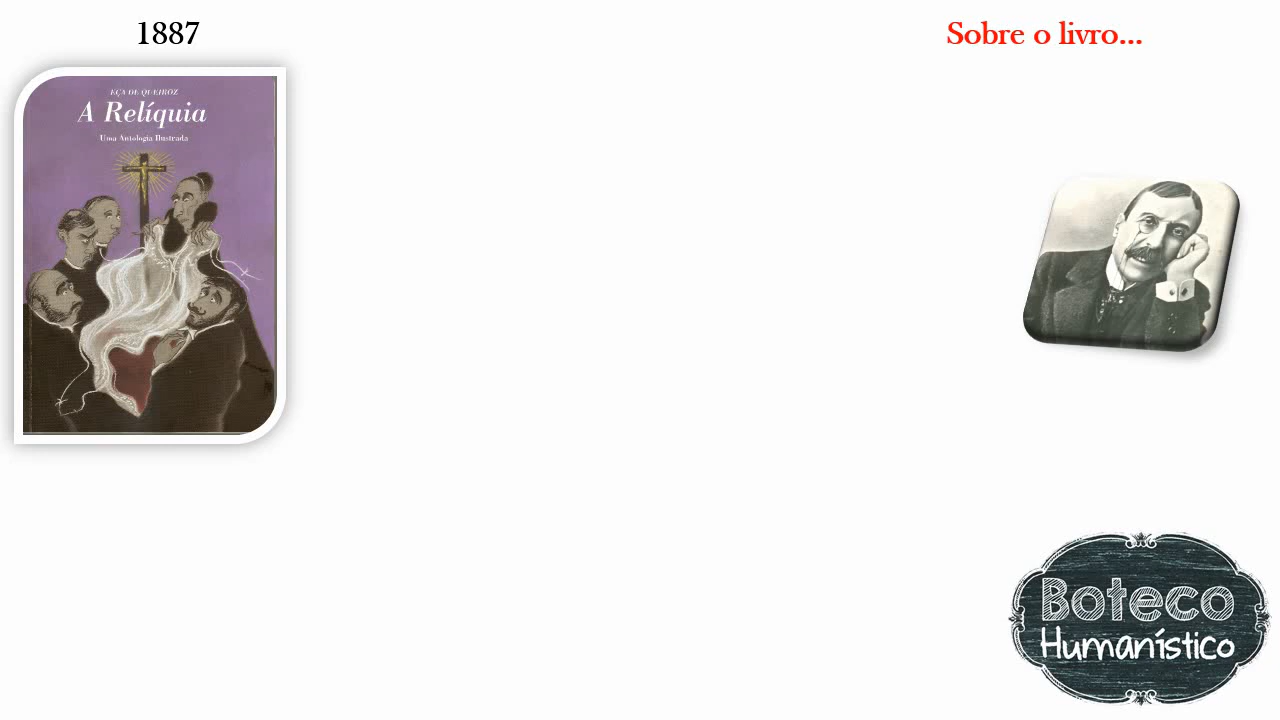 1887
Sobre o livro...
EÇA DE QUEIROZ
A Relíquia
Uma Antologia Ilustrada
Boteco
Humanístico